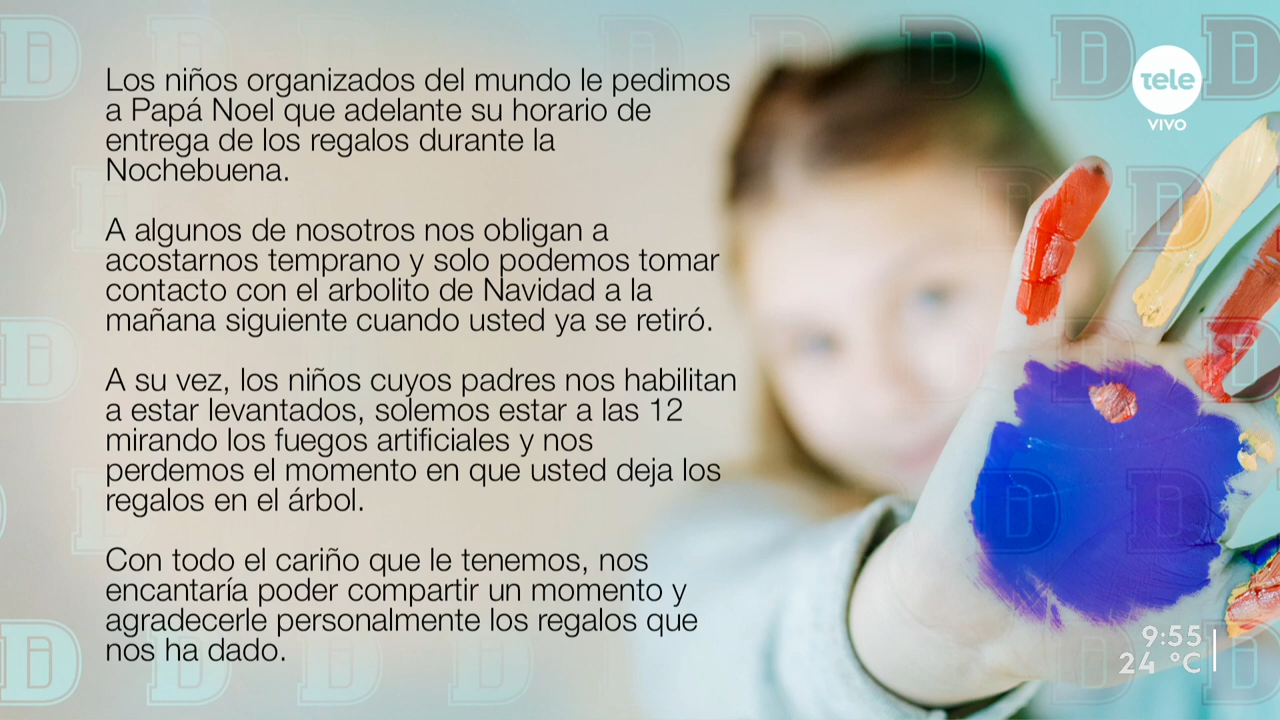 Los niños organizados del mundo le pedimos
a Papá Noel que adelante su horario de
entrega de los regalos durante la
Nochebuena.
A algunos de nosotros nos obligan a
acostarnos temprano y solo podemos tomar
contacto con el arbolito de Navidad a la
mañana siguiente cuando usted ya se retiró.
A su vez, los niños cuyos padres nos habilitan
a estar levantados, solemos estar a las 12
mirando los fuegos artificiales y nos
perdemos el momento en que usted deja los
regalos en el árbol.
Con todo el cariño que le tenemos, nos
encantaría poder compartir un momento y
agradecerle personalmente los regalos que
nos ha dado.
tele
VIVO
9:55
24 °C